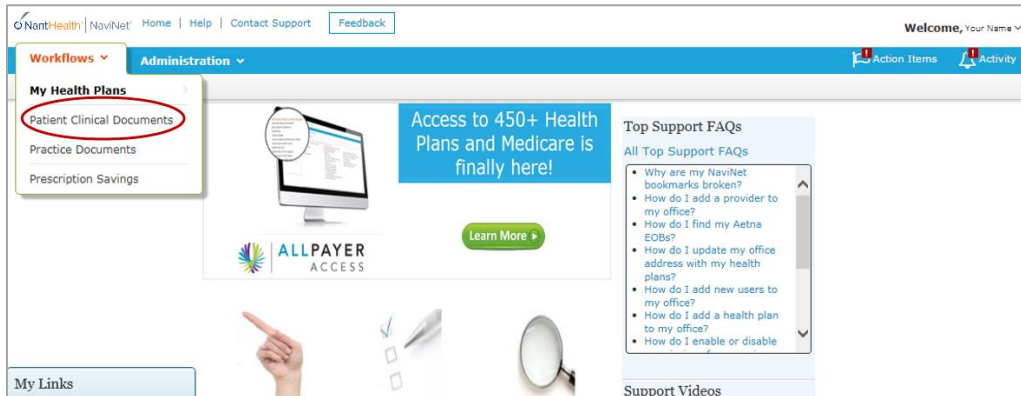 NantHealth | NaviNet Home | Help | Contact Support Feedback
Welcome, Your Name
Workflows Administration
Action Items Activity
My Health Plans
Patient Clinical Documents
Practice Documents
Prescription Savings
Access to 450+ Health
Plans and Medicare is
finally here!
Learn More
ALLPAYER
ACCESS
Top Support FAQs
All Top Support FAQs
Why are my NaviNet
bookmarks broken?
How do I add a provider to
my office?
How do I find my Aetna
EOBs?
How do I update my office
address with my health
plans?
How do I add new users to
my office?
How do I add a health plan
to my office?
How do I enable or disable
My Links
Support Videos